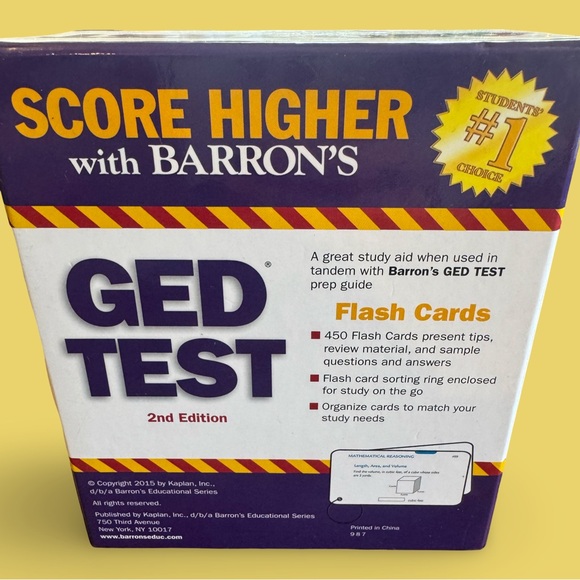 SCORE HIGHER
with BARRON'S
STUDENTS'
#1
CHOICE
GED®
TEST
2nd Edition
A great study aid when used in
tandem with Barron's GED TEST
prep guide
Flash Cards
450 Flash Cards present tips,
review material, and sample
questions and answers
Flash card sorting ring enclosed
for study on the go
Organize cards to match your
study needs
MATHEMATICAL REASONING
Length, Area, and Volume
© Copyright 2015 by Kaplan, Inc.,
d/b/a Barron's Educational Series
All rights reserved.
Published by Kaplan, Inc., d/b/a Barron's Educational Series
750 Third Avenue
New York, NY 10017
www.barronseduc.com
Printed in China
9 8 7